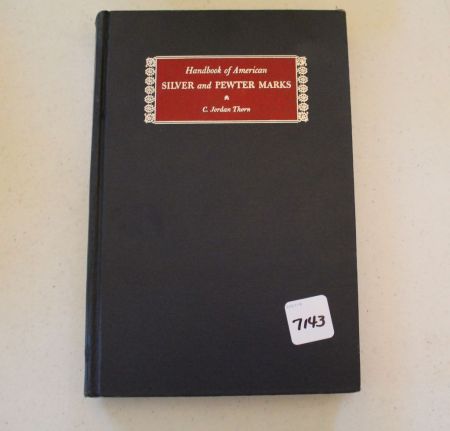 Handbook of American
SILVER and PEWTER MARKS
C. Jordan Thorn
7143